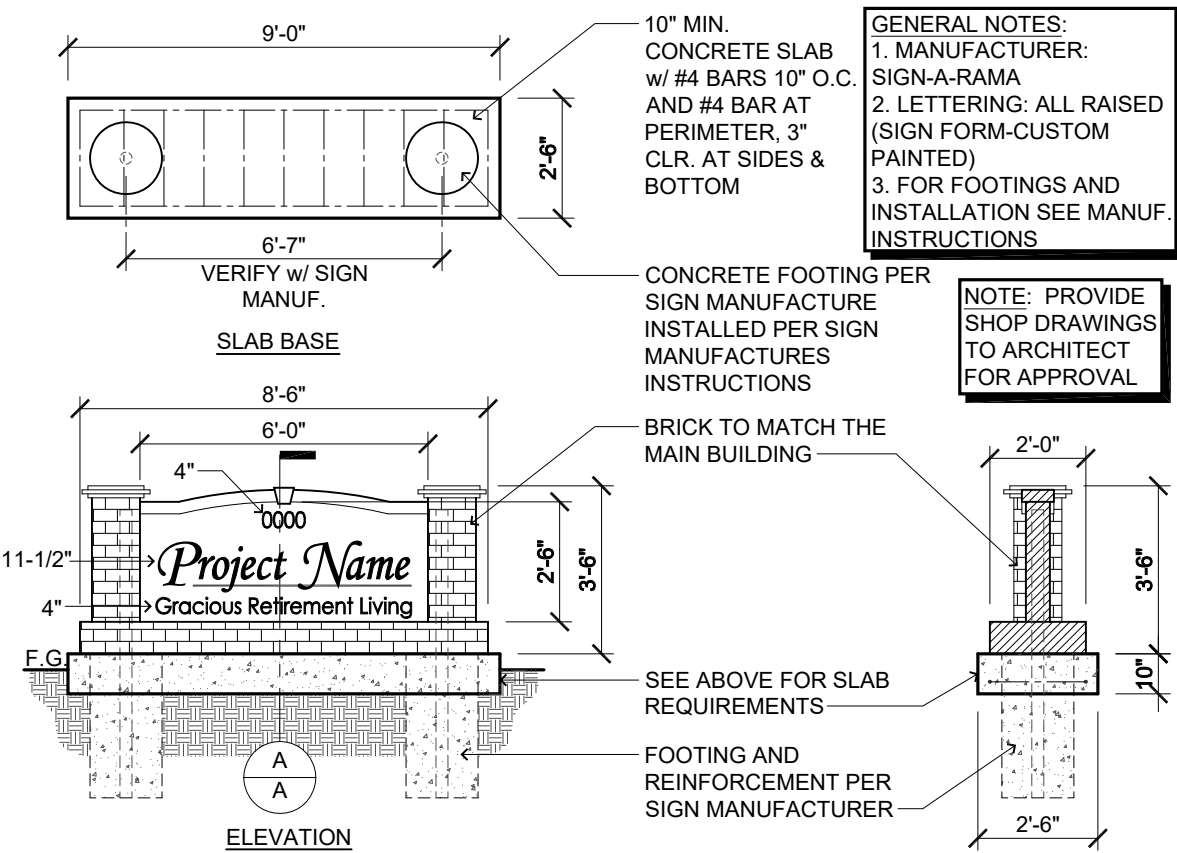 9'-0"
2'-6"
6'-7"
VERIFY w/ SIGN
MANUF.
SLAB BASE
10" MIN.
CONCRETE SLAB
w/ #4 BARS 10" O.C.
AND #4 BAR AT
PERIMETER, 3"
CLR. AT SIDES &
BOTTOM
GENERAL NOTES:
1. MANUFACTURER:
SIGN-A-RAMA
2. LETTERING: ALL RAISED
(SIGN FORM-CUSTOM
PAINTED)
3. FOR FOOTINGS AND
INSTALLATION SEE MANUF.
INSTRUCTIONS
CONCRETE FOOTING PER
SIGN MANUFACTURE
INSTALLED PER SIGN
MANUFACTURES
INSTRUCTIONS
NOTE: PROVIDE
SHOP DRAWINGS
TO ARCHITECT
FOR APPROVAL
8'-6"
6'-0"
4"
0000
11-1/2"
Project Name
4"
Gracious Retirement Living
2'-6"
3'-6"
F.G.
A
A
ELEVATION
BRICK TO MATCH THE
MAIN BUILDING
SEE ABOVE FOR SLAB
REQUIREMENTS
FOOTING AND
REINFORCEMENT PER
SIGN MANUFACTURER
2'-0"
3'-6"
10"
2'-6"